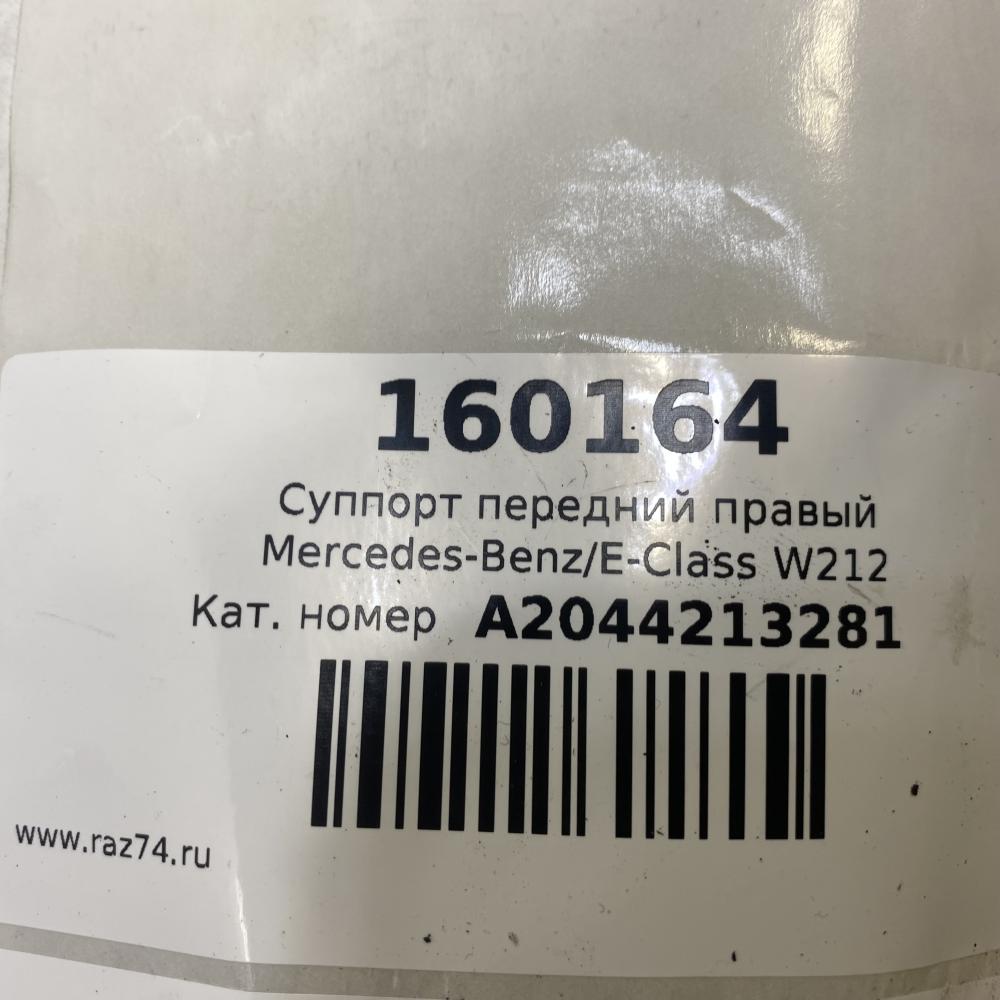 160164
Суппорт передний правый
Mercedes-Benz/E-Class W212
Кат. номер A2044213281
www.raz74.ru